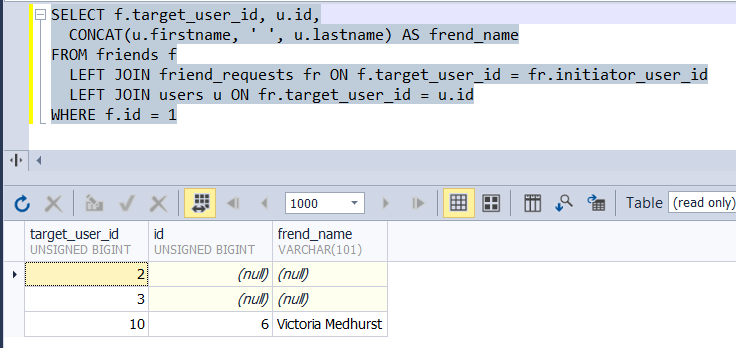 SELECT f.target_user_id, u.id,
CONCAT(u.firstname, ' ', u.lastname) AS frend_name
FROM friends f
LEFT JOIN friend_requests fr ON f.target_user_id = fr.initiator_user_id
LEFT JOIN users u ON fr.target_user_id = u.id
WHERE f.id = 1
1000 Table (read only)
target_user_id id frend_name
UNSIGNED BIGINT UNSIGNED BIGINT VARCHAR(101)
2 (null) (null)
3 (null) (null)
10 6 Victoria Medhurst